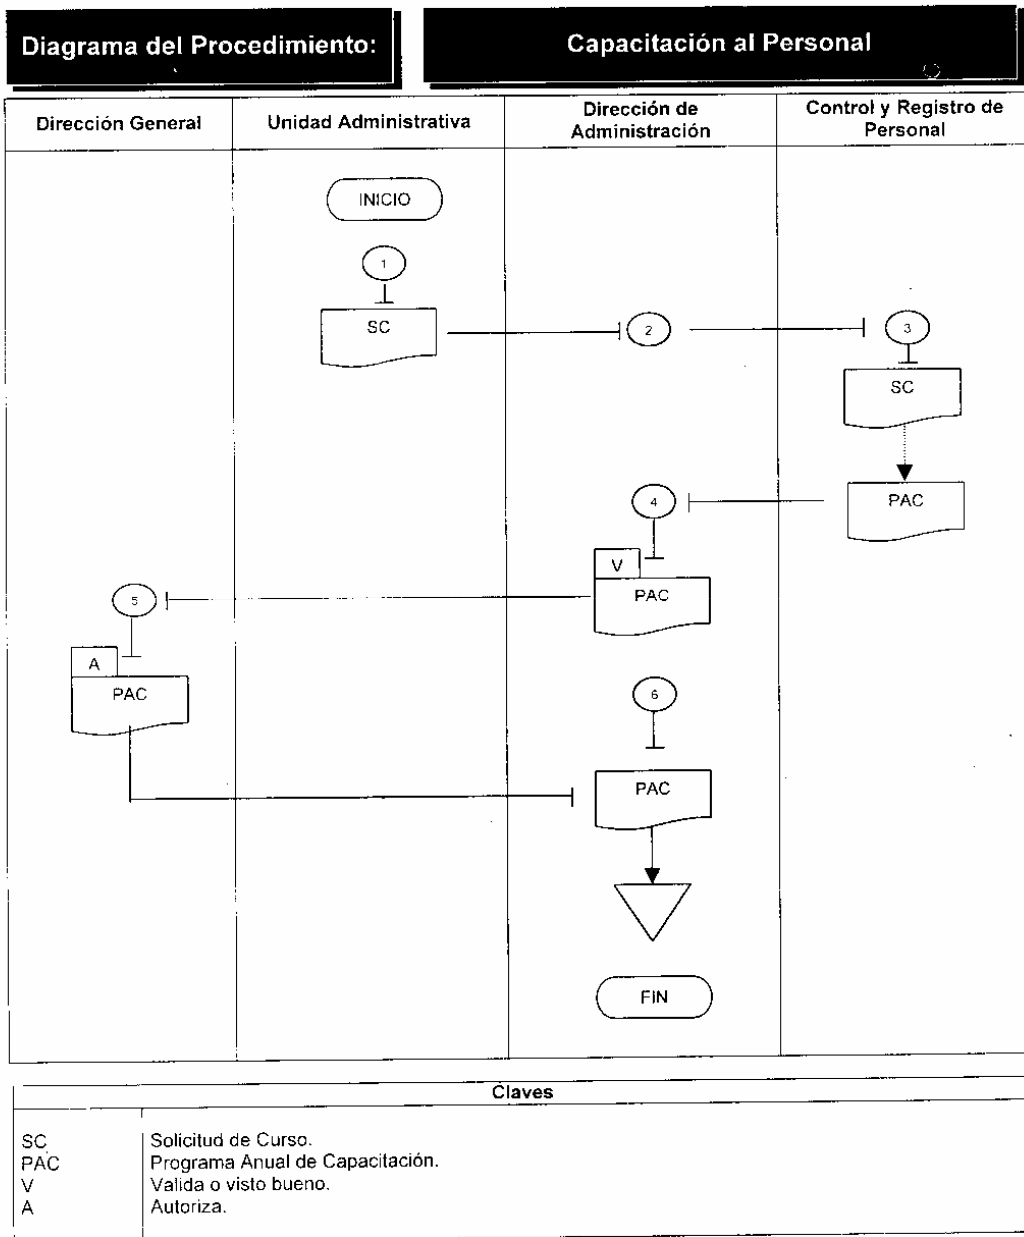 Diagrama del Procedimiento:
Capacitación al Personal
Dirección General
Unidad Administrativa
Dirección de
Administración
Control y Registro de
Personal
INICIO
1
SC
2
3
SC
PAC
4
V
PAC
5
A
PAC
6
PAC
FIN
Claves
SC Solicitud de Curso.
PAC Programa Anual de Capacitación.
V Valida o visto bueno.
A Autoriza.